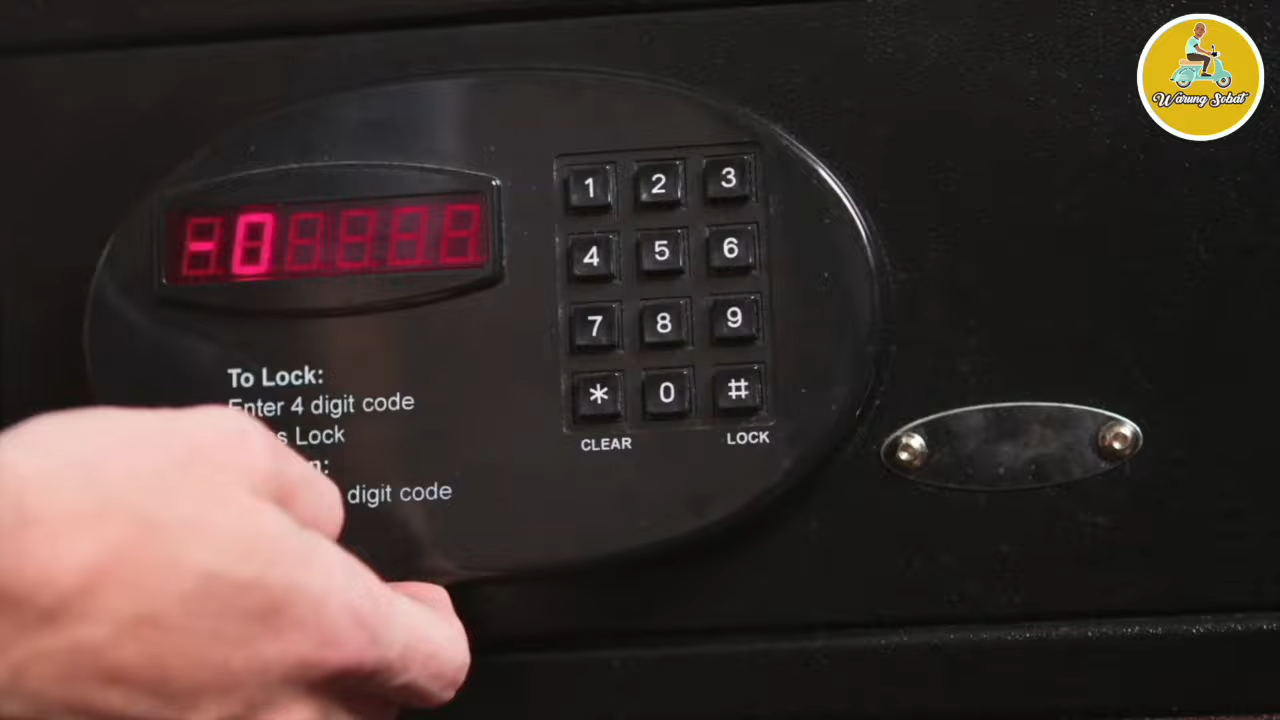 Warung Sobat
-0
1 2 3
4 5 6
7 8 9
* 0 #
CLEAR LOCK
To Lock:
Enter 4 digit code
Lock
digit code